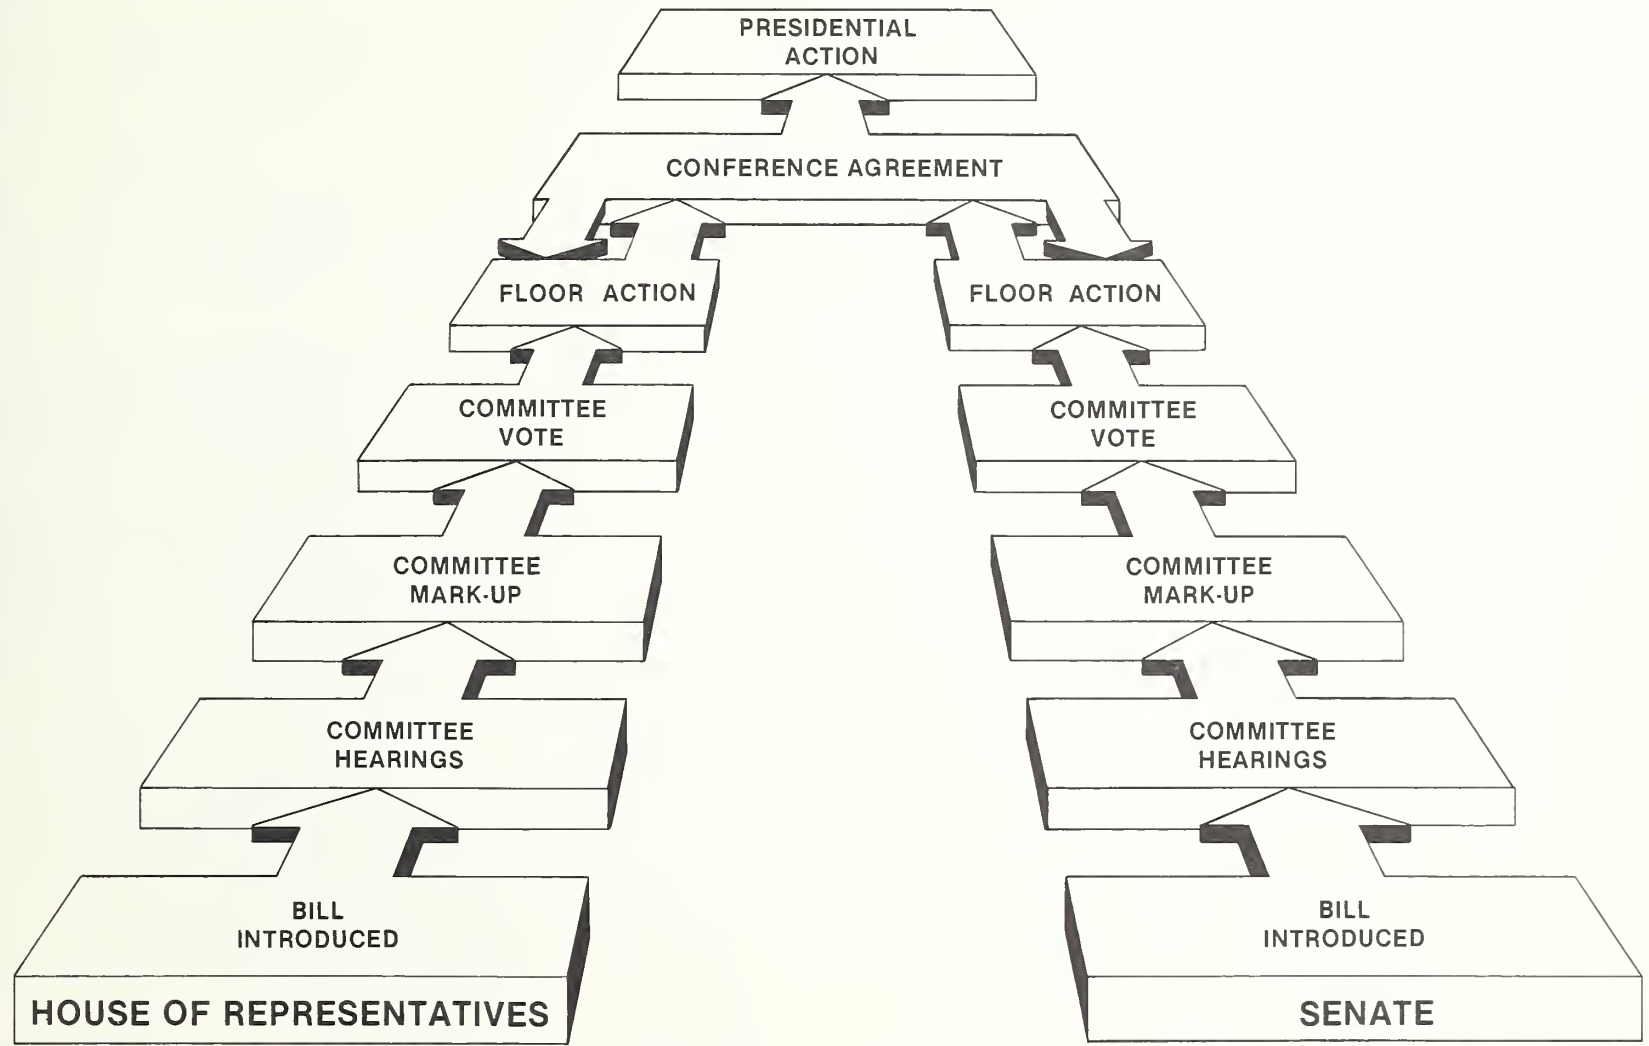 PRESIDENTIAL
ACTION
CONFERENCE AGREEMENT
FLOOR ACTION
FLOOR ACTION
COMMITTEE
VOTE
COMMITTEE
VOTE
COMMITTEE
MARK-UP
COMMITTEE
MARK-UP
COMMITTEE
HEARINGS
COMMITTEE
HEARINGS
BILL
INTRODUCED
BILL
INTRODUCED
HOUSE OF REPRESENTATIVES
SENATE